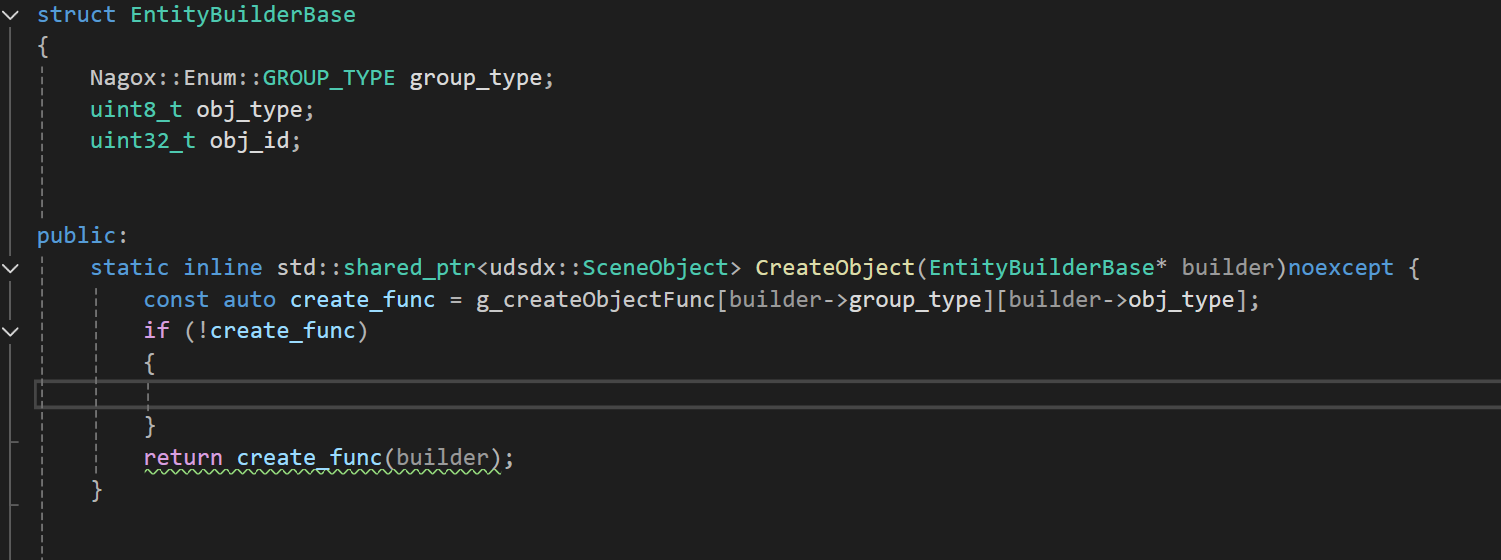 struct EntityBuilderBase
{
    Nagox::Enum::GROUP_TYPE group_type;
    uint8_t obj_type;
    uint32_t obj_id;
public:
    static inline std::shared_ptr<udsdx::SceneObject> CreateObject(EntityBuilderBase* builder)noexcept {
        const auto create_func = g_createObjectFunc[builder->group_type][builder->obj_type];
        if (!create_func)
        {
        }
        return create_func(builder);
    }